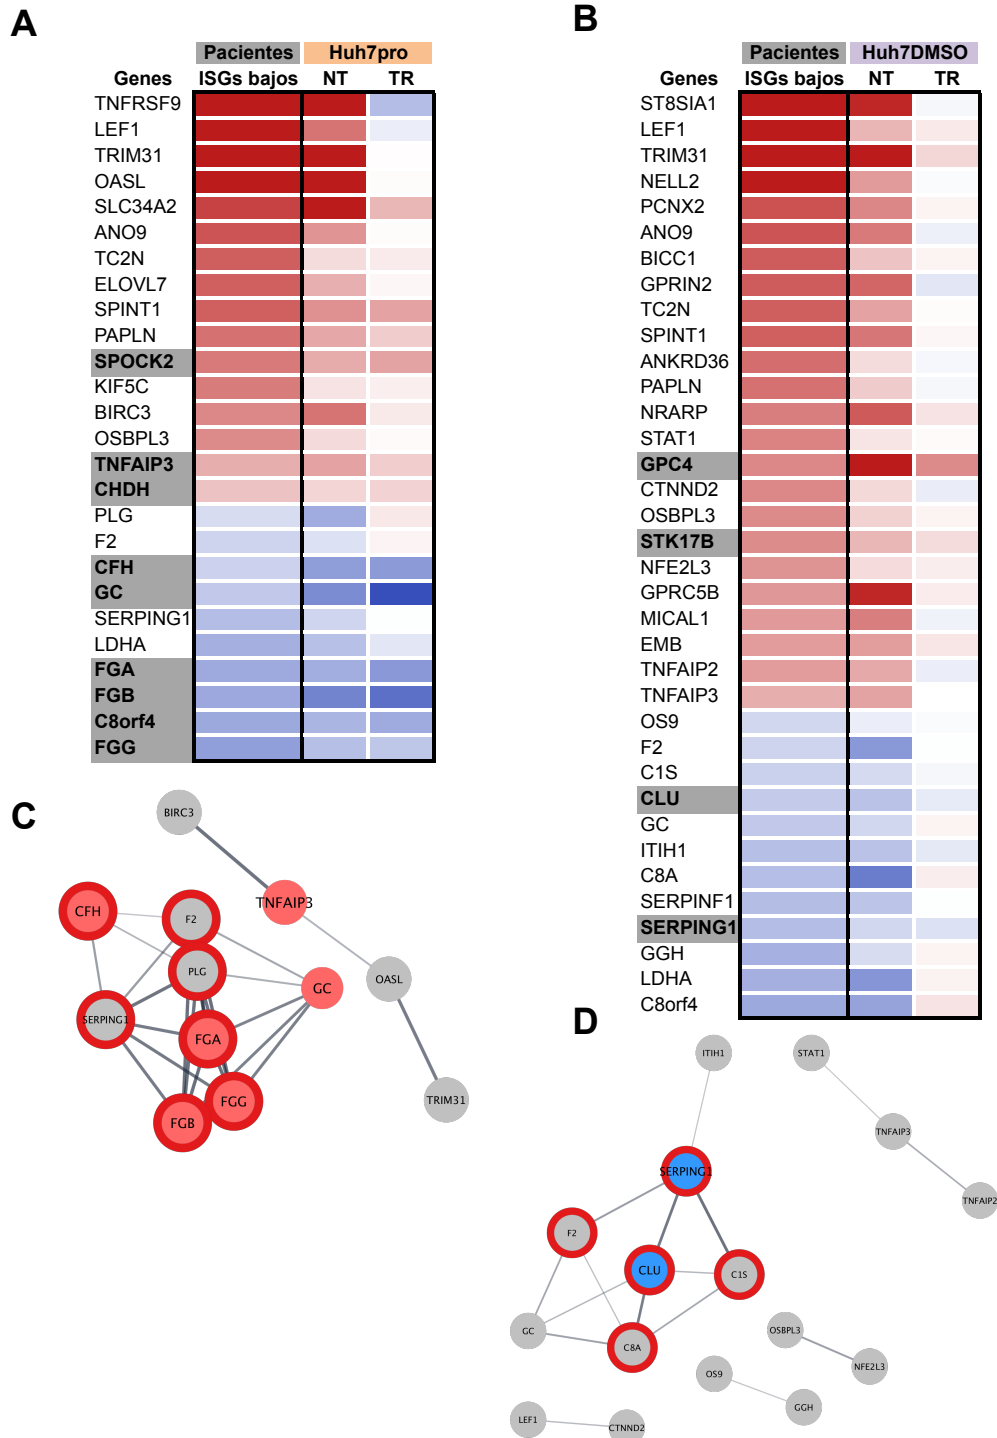 A
Pacientes Huh7pro
Genes ISGs bajos NT TR
TNFRSF9
LEF1
TRIM31
OASL
SLC34A2
ANO9
TC2N
ELOVL7
SPINT1
PAPLN
SPOCK2
KIF5C
BIRC3
OSBPL3
TNFAIP3
CHDH
PLG
F2
CFH
GC
SERPING1
LDHA
FGA
FGB
C8orf4
FGG
B
Pacientes Huh7DMSO
Genes ISGs bajos NT TR
ST8SIA1
LEF1
TRIM31
NELL2
PCNX2
ANO9
BICC1
GPRIN2
TC2N
SPINT1
ANKRD36
PAPLN
NRARP
STAT1
GPC4
CTNND2
OSBPL3
STK17B
NFE2L3
GPRC5B
MICAL1
EMB
TNFAIP2
TNFAIP3
OS9
F2
C1S
CLU
GC
ITIH1
C8A
SERPINF1
SERPING1
GGH
LDHA
C8orf4
C
BIRC3
TNFAIP3
CFH
F2
PLG
OASL
GC
SERPING1
FGA
TRIM31
FGG
FGB
D
ITIH1
STAT1
TNFAIP3
SERPING1
TNFAIP2
F2
CLU
C1S
GC
C8A
OSBPL3
NFE2L3
OS9
GGH
LEF1
CTNND2